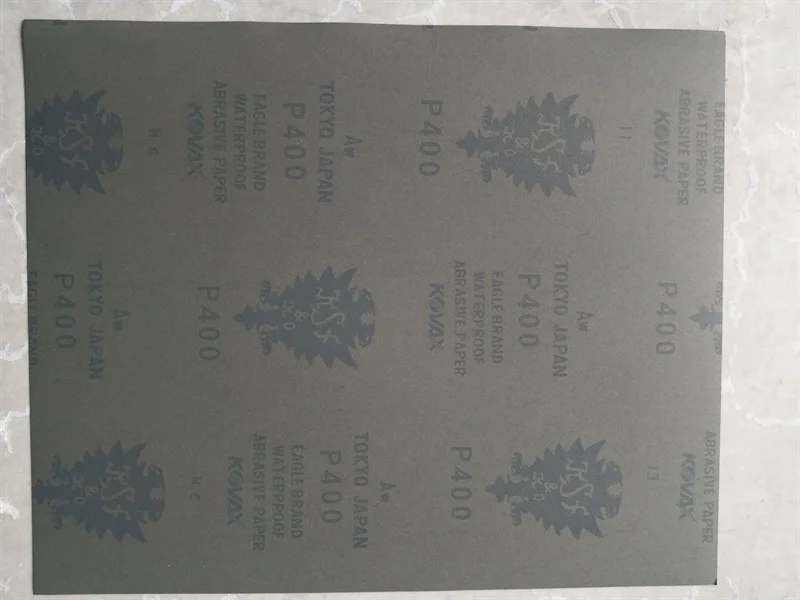 EAGLE BRAND
WATERPROOF
ABRASIVE PAPER
KOVAX
11
P400
Aw
TOKYO JAPAN
P400
EAGLE BRAND
WATERPROOF
ABRASIVE PAPER
KOVAX
N C
P400
Aw
TOKYO JAPAN
P400
EAGLE BRAND
WATERPROOF
ABRASIVE PAPER
KOVAX
P400
Aw
TOKYO JAPAN
P400
EAGLE BRAND
ABRASIVE PAPER
KOVAX
13
P400
Aw
TOKYO JAPAN
P400
EAGLE BRAND
WATERPROOF
ABRASIVE PAPER
KOVAX
N C